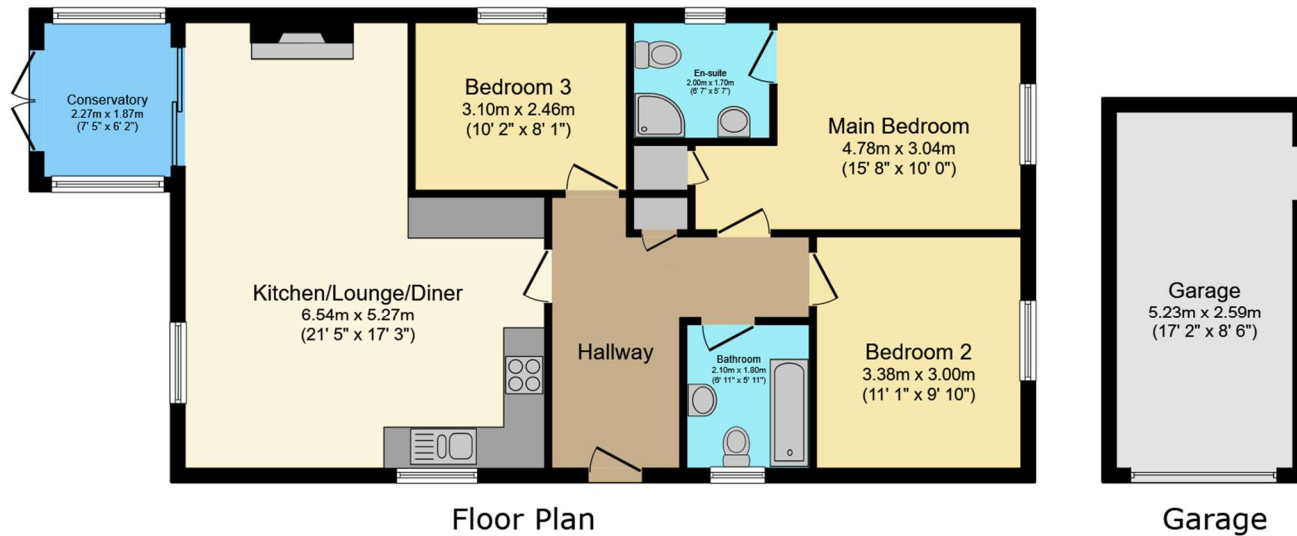 Conservatory
2.27m x 1.87m
(7' 5" x 6' 2")
Bedroom 3
3.10m x 2.46m
(10' 2" x 8' 1")
En-suite
2.00m x 1.70m
(6' 7" x 5' 7")
Main Bedroom
4.78m x 3.04m
(15' 8" x 10' 0")
Kitchen/Lounge/Diner
6.54m x 5.27m
(21' 5" x 17' 3")
Hallway
Bathroom
2.10m x 1.80m
(6' 11" x 5' 11")
Bedroom 2
3.38m x 3.00m
(11' 1" x 9' 10")
Garage
5.23m x 2.59m
(17' 2" x 8' 6")
Floor Plan
Garage